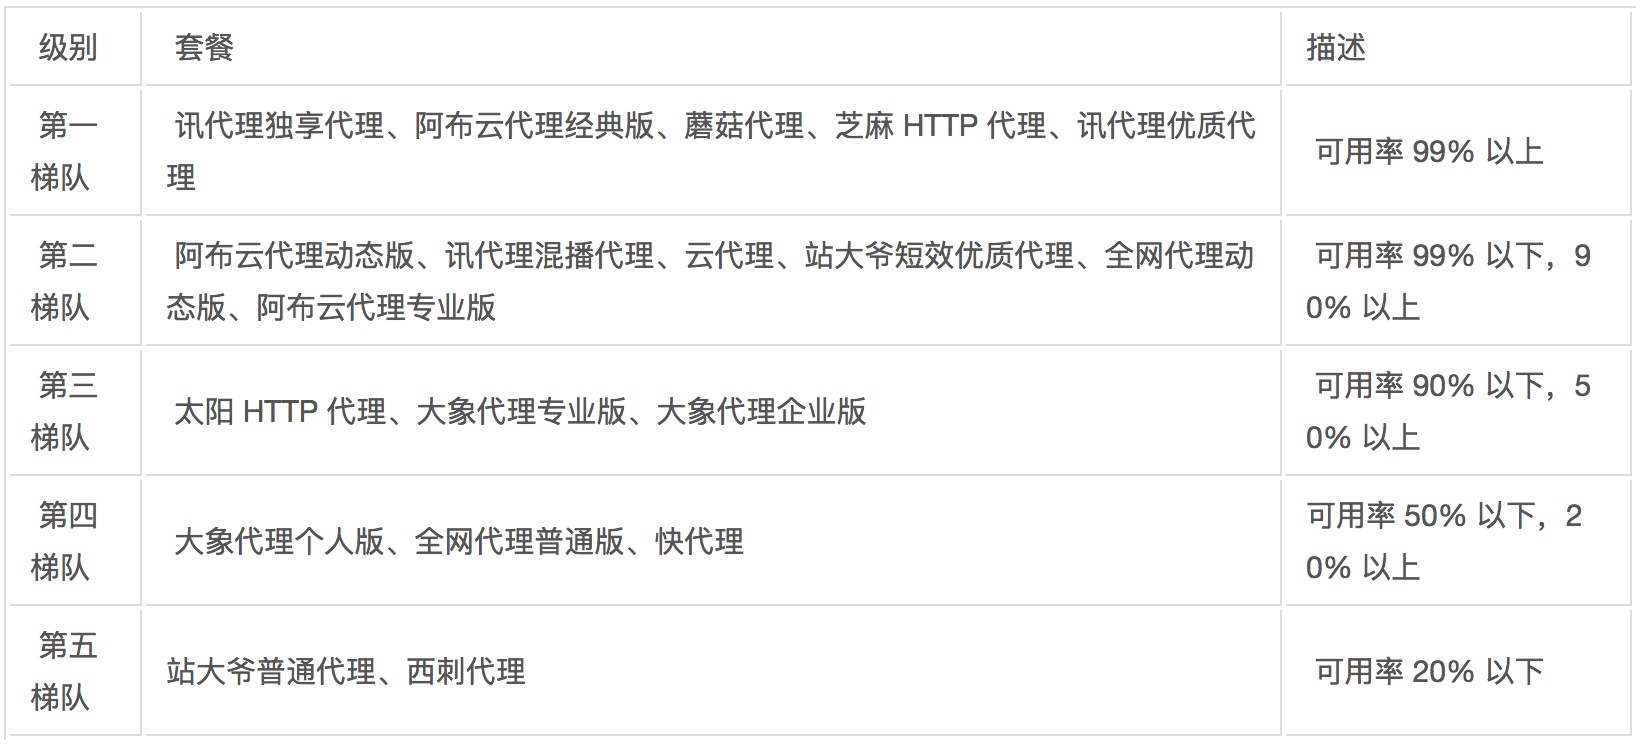 级别
套餐
描述
第一
梯队
讯代理独享代理、阿布云代理经典版、蘑菇代理、芝麻 HTTP 代理、讯代理优质代
理
可用率 99% 以上
第二
梯队
阿布云代理动态版、讯代理混播代理、云代理、站大爷短效优质代理、全网代理动
态版、阿布云代理专业版
可用率 99% 以下，9
0% 以上
第三
梯队
太阳 HTTP 代理、大象代理专业版、大象代理企业版
可用率 90% 以下，5
0% 以上
第四
梯队
大象代理个人版、全网代理普通版、快代理
可用率 50% 以下，2
0% 以上
第五
梯队
站大爷普通代理、西刺代理
可用率 20% 以下